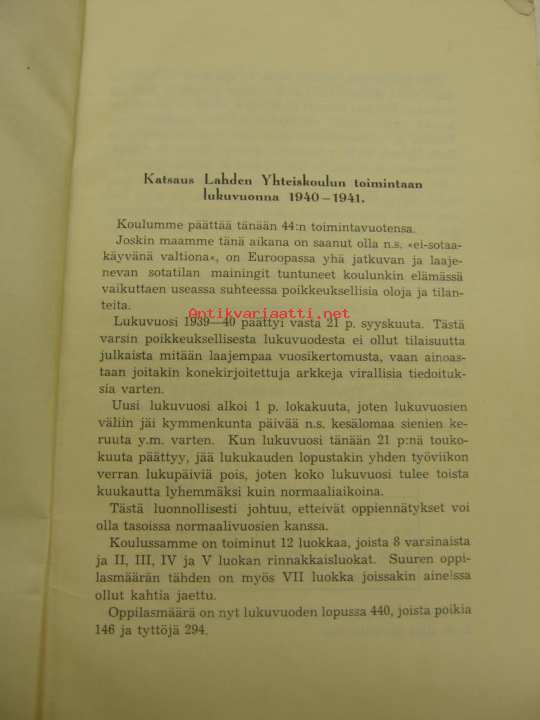 Katsaus Lahden Yhteiskoulun toimintaan
lukuvuonna 1940–1941.
Koulumme päättää tänään 44:n toimintavuotensa.
Joskin maamme tänä aikana on saanut olla n.s. »ei-sotaa-
käyvänä valtiona«, on Euroopassa yhä jatkuvan ja laaje-
nevan sotatilan mainingit tuntuneet koulunkin elämässä
vaikuttaen useassa suhteessa poikkeuksellisia oloja ja tilan-
teita.
Antikvariaatti.net
Lukuvuosi 1939—40 päättyi vasta 21 p. syyskuuta. Tästä
varsin poikkeuksellisesta lukuvuodesta ei ollut tilaisuutta
julkaista mitään laajempaa vuosikertomusta, vaan ainoas-
taan joitakin konekirjoitettuja arkkeja virallisia tiedoituk-
sia varten.
Uusi lukuvuosi alkoi 1 p. lokakuuta, joten lukuvuosien
väliin jäi kymmenkunta päivää n.s. kesälomaa sienien ke-
ruuta y.m. varten. Kun lukuvuosi tänään 21 p:nä touko-
kuuta päättyy, jää lukukauden lopustakin yhden työviikon
verran lukupäiviä pois, joten koko lukuvuosi tulee toista
kuukautta lyhemmäksi kuin normaaliaikoina.
Tästä luonnollisesti johtuu, etteivät oppiennätykset voi
olla tasoissa normaalivuosien kanssa.
Koulussamme on toiminut 12 luokkaa, joista 8 varsinaista
ja II, III, IV ja V luokan rinnakkaisluokat. Suuren oppi-
lasmäärän tähden on myös VII luokka joissakin aineissa
ollut kahtia jaettu.
Oppilasmäärä on nyt lukuvuoden lopussa 440, joista poikia
146 ja tyttöjä 294.